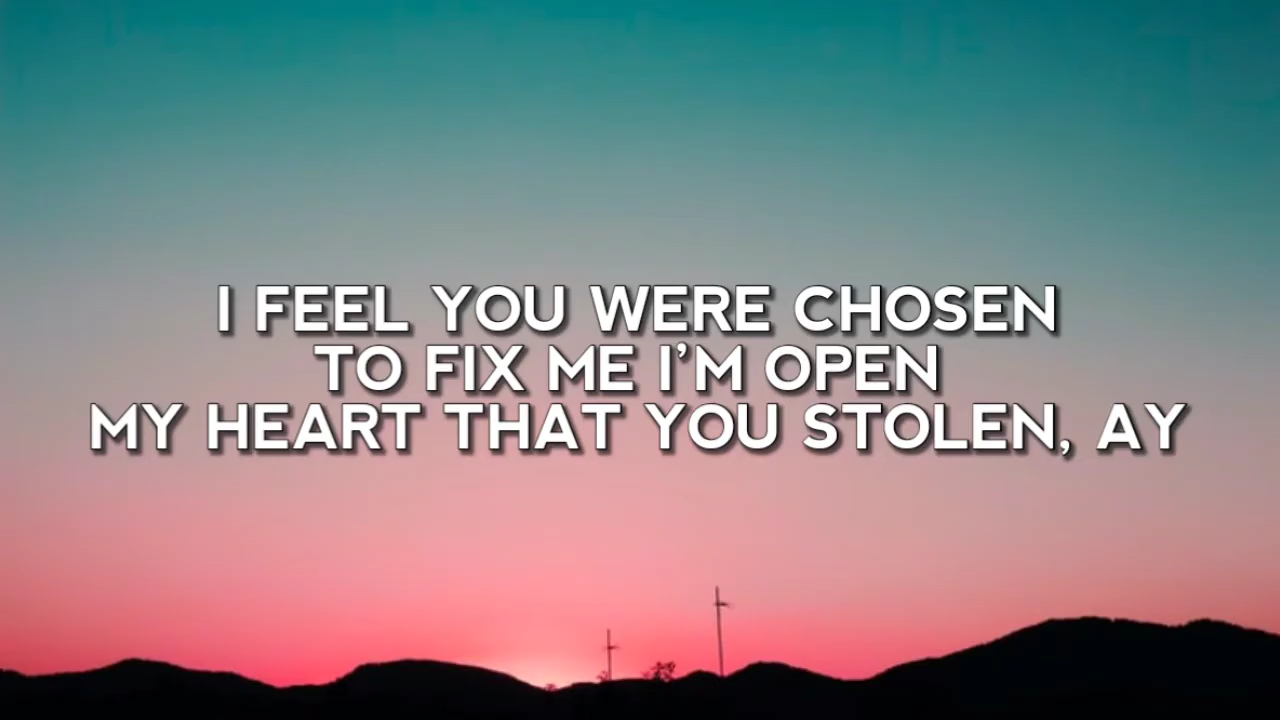 I FEEL YOU WERE CHOSEN
TO FIX ME I'M OPEN
MY HEART THAT YOU STOLEN, AY